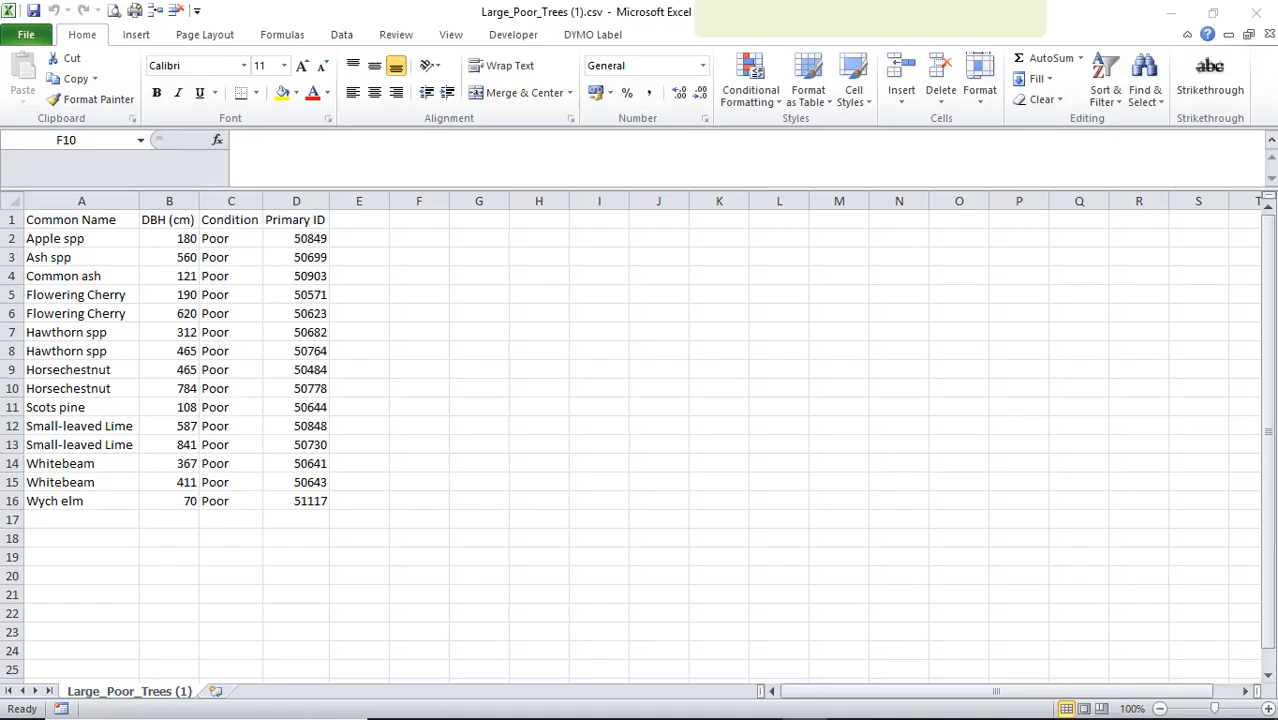 Large_Poor_Trees (1).csv - Microsoft Excel
File Home Insert Page Layout Formulas Data Review View Developer DYMO Label
Paste
Cut
Copy
Format Painter
Clipboard
Calibri 11
B I U A
Font
Wrap Text
Merge & Center
Alignment
General
% ,
Number
Conditional Formatting
Format as Table
Cell Styles
Styles
Insert Delete Format
Cells
Σ AutoSum
Fill
Clear
Sort & Filter
Find & Select
Editing
abc
Strikethrough
Strikethrough
F10 fx
A B C D E F G H I J K L M N O P Q R S T
1 Common Name DBH (cm) Condition Primary ID
2 Apple spp 180 Poor 50849
3 Ash spp 560 Poor 50699
4 Common ash 121 Poor 50903
5 Flowering Cherry 190 Poor 50571
6 Flowering Cherry 620 Poor 50623
7 Hawthorn spp 312 Poor 50682
8 Hawthorn spp 465 Poor 50764
9 Horsechestnut 465 Poor 50484
10 Horsechestnut 784 Poor 50778
11 Scots pine 108 Poor 50644
12 Small-leaved Lime 587 Poor 50848
13 Small-leaved Lime 841 Poor 50730
14 Whitebeam 367 Poor 50641
15 Whitebeam 411 Poor 50643
16 Wych elm 70 Poor 51117
17
18
19
20
21
22
23
24
25
Large_Poor_Trees (1)
Ready 100%